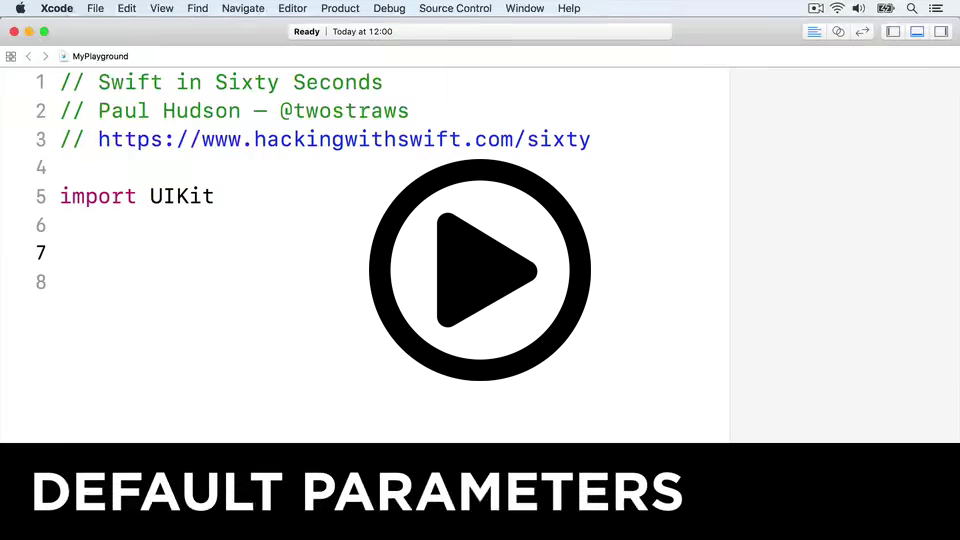 Xcode File Edit View Find Navigate Editor Product Debug Source Control Window Help
Ready | Today at 12:00
MyPlayground
1 // Swift in Sixty Seconds
2 // Paul Hudson – @twostraws
3 // https://www.hackingwithswift.com/sixty
4
5 import UIKit
6
7
8
DEFAULT PARAMETERS